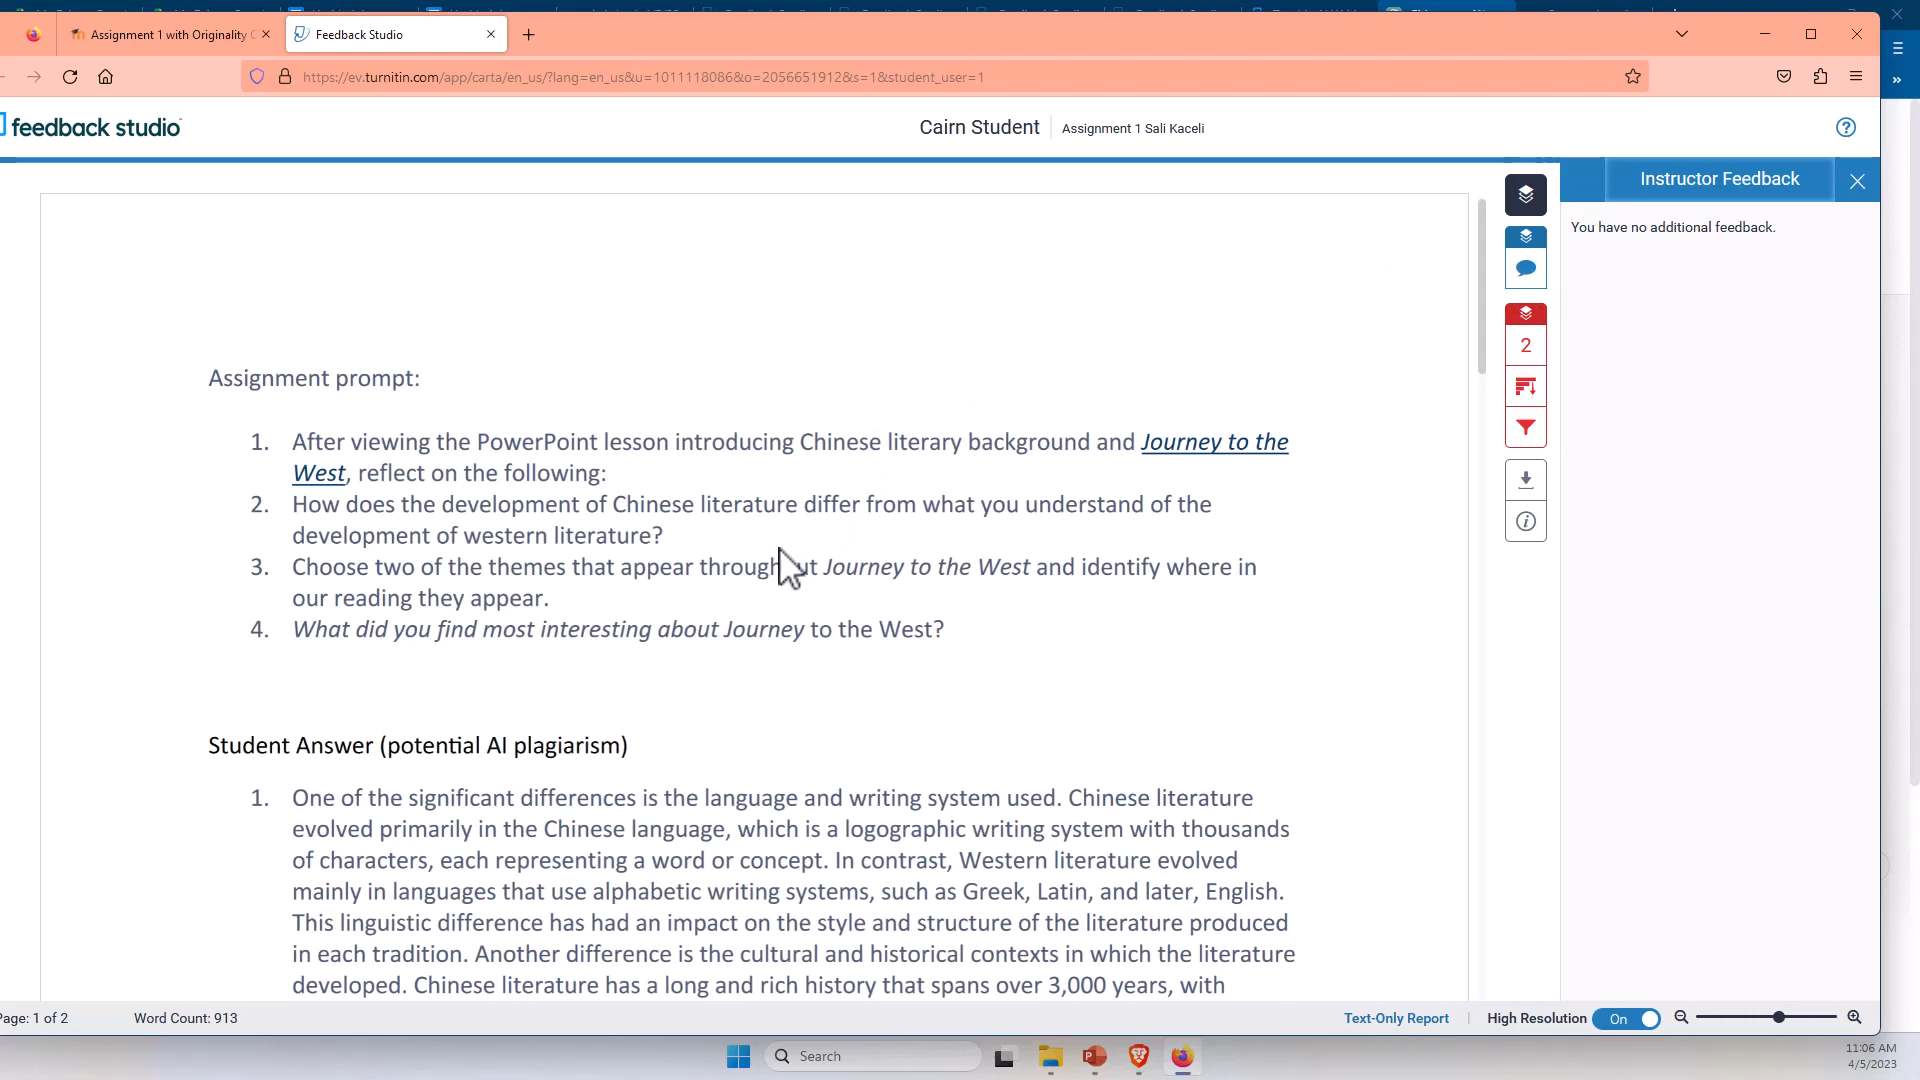 Assignment 1 with Originality
Feedback Studio
https://ev.turnitin.com/app/carta/en_us/?lang=en_us&u=1011118086&o=2056651912&s=1&student_user=1
feedback studio
Cairn Student
Assignment 1 Sali Kaceli
Instructor Feedback
You have no additional feedback.
2
Assignment prompt:
1. After viewing the PowerPoint lesson introducing Chinese literary background and Journey to the
West, reflect on the following:
2. How does the development of Chinese literature differ from what you understand of the
development of western literature?
3. Choose two of the themes that appear throughout Journey to the West and identify where in
our reading they appear.
4. What did you find most interesting about Journey to the West?
Student Answer (potential AI plagiarism)
1. One of the significant differences is the language and writing system used. Chinese literature
evolved primarily in the Chinese language, which is a logographic writing system with thousands
of characters, each representing a word or concept. In contrast, Western literature evolved
mainly in languages that use alphabetic writing systems, such as Greek, Latin, and later, English.
This linguistic difference has had an impact on the style and structure of the literature produced
in each tradition. Another difference is the cultural and historical contexts in which the literature
developed. Chinese literature has a long and rich history that spans over 3,000 years, with
Page: 1 of 2
Word Count: 913
Text-Only Report
High Resolution
On
Search
11:06 AM
4/5/2023